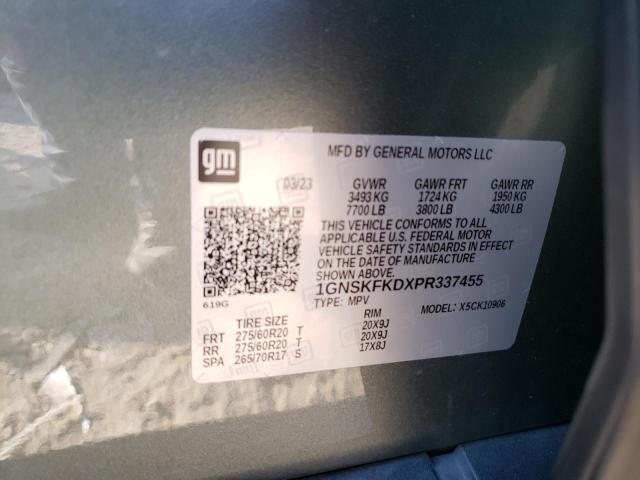 gm
MFD BY GENERAL MOTORS LLC
03/23 GVWR GAWR FRT GAWR RR
3493 KG 1724 KG 1950 KG
7700 LB 3800 LB 4300 LB
THIS VEHICLE CONFORMS TO ALL
APPLICABLE U.S. FEDERAL MOTOR
VEHICLE SAFETY STANDARDS IN EFFECT
ON THE DATE OF MANUFACTURE
SHOWN ABOVE.
1GNSKFKDXPR337455
619G TYPE: MPV MODEL: X5CK10906
TIRE SIZE RIM
FRT 275/60R20 T 20X9J
RR 275/60R20 T 20X9J
SPA 265/70R17 S 17X8J